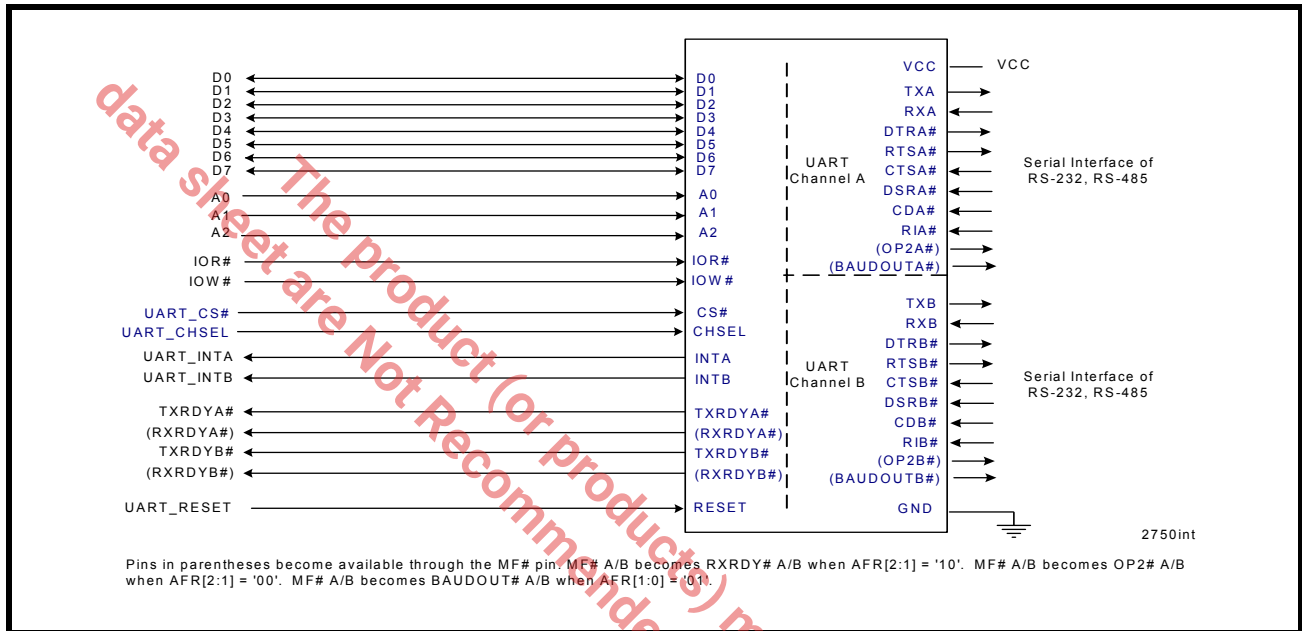 D0
D1
D2
D3
D4
D5
D6
D7
A0
A1
A2
IOR#
IOW#
UART_CS#
UART_CHSEL
UART_INTA
UART_INTB
TXRDYA#
(RXRDYA#)
TXRDYB#
(RXRDYB#)
UART_RESET
D0
D1
D2
D3
D4
D5
D6
D7
A0
A1
A2
IOR#
IOW#
CS#
CHSEL
INTA
INTB
TXRDYA#
(RXRDYA#)
TXRDYB#
(RXRDYB#)
RESET
UART
Channel A
UART
Channel B
VCC
TXA
RXA
DTRA#
RTSA#
CTSA#
DSRA#
CDA#
RIA#
(OP2A#)
(BAUDOUTA#)
TXB
RXB
DTRB#
RTSB#
CTSB#
DSRB#
CDB#
RIB#
(OP2B#)
(BAUDOUTB#)
GND
VCC
Serial Interface of
RS-232, RS-485
Serial Interface of
RS-232, RS-485
2750int
Pins in parentheses become available through the MF# pin. MF# A/B becomes RXRDY# A/B when AFR[2:1] = '10'. MF# A/B becomes OP2# A/B
when AFR[2:1] = '00'. MF# A/B becomes BAUDOUT# A/B when AFR[1:0] = '01'.
The product (or products) m
data sheet are Not Recommende